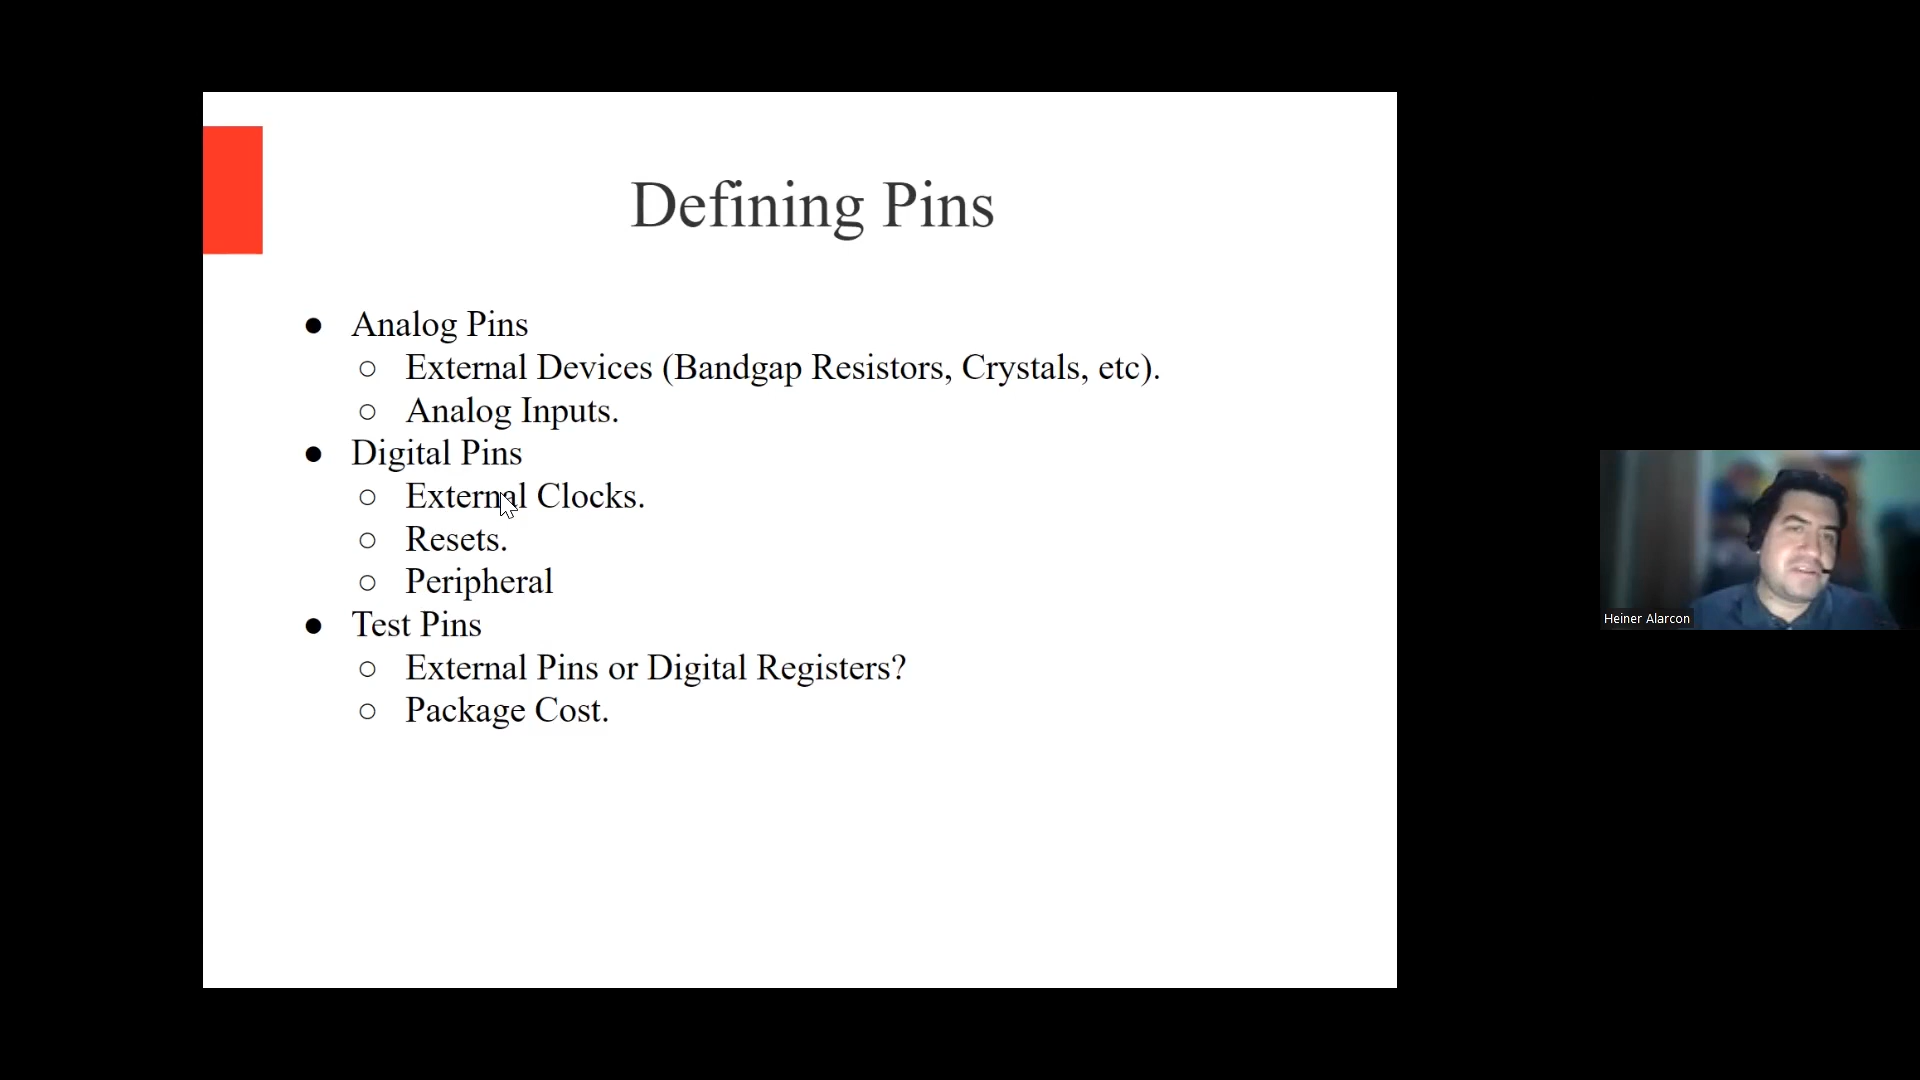 Defining Pins
● Analog Pins
○ External Devices (Bandgap Resistors, Crystals, etc).
○ Analog Inputs.
● Digital Pins
○ External Clocks.
○ Resets.
○ Peripheral
● Test Pins
○ External Pins or Digital Registers?
○ Package Cost.
Heiner Alarcon